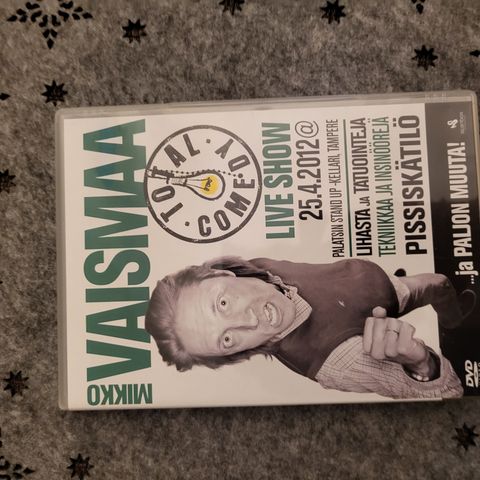 MIKKO
VAISMAA
TOTAL
COMEDY
LIVE SHOW
25.4.2012@
PALATSIN STAND UP -KELLARI, TAMPERE
LIHASTA JA TATUOINTEJA
TEKNIIKKAA JA INSINÖÖREJÄ
PISSISKÄTILÖ
...ja PALJON MUUTA!
DVD